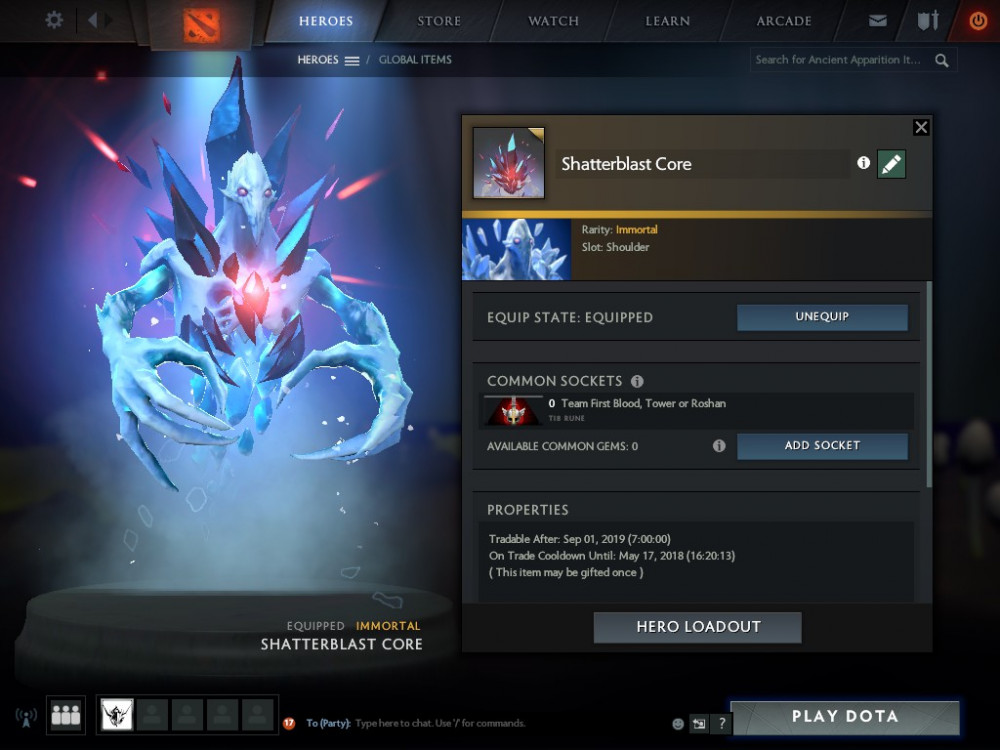 HEROES
STORE
WATCH
LEARN
ARCADE
HEROES / GLOBAL ITEMS
Search for Ancient Apparition It...
Shatterblast Core
Rarity: Immortal
Slot: Shoulder
EQUIP STATE: EQUIPPED
UNEQUIP
COMMON SOCKETS
0 Team First Blood, Tower or Roshan
TI8 RUNE
AVAILABLE COMMON GEMS: 0
ADD SOCKET
PROPERTIES
Tradable After: Sep 01, 2019 (7:00:00)
On Trade Cooldown Until: May 17, 2018 (16:20:13)
( This item may be gifted once )
HERO LOADOUT
EQUIPPED IMMORTAL
SHATTERBLAST CORE
17
To (Party): Type here to chat. Use '/' for commands.
?
PLAY DOTA